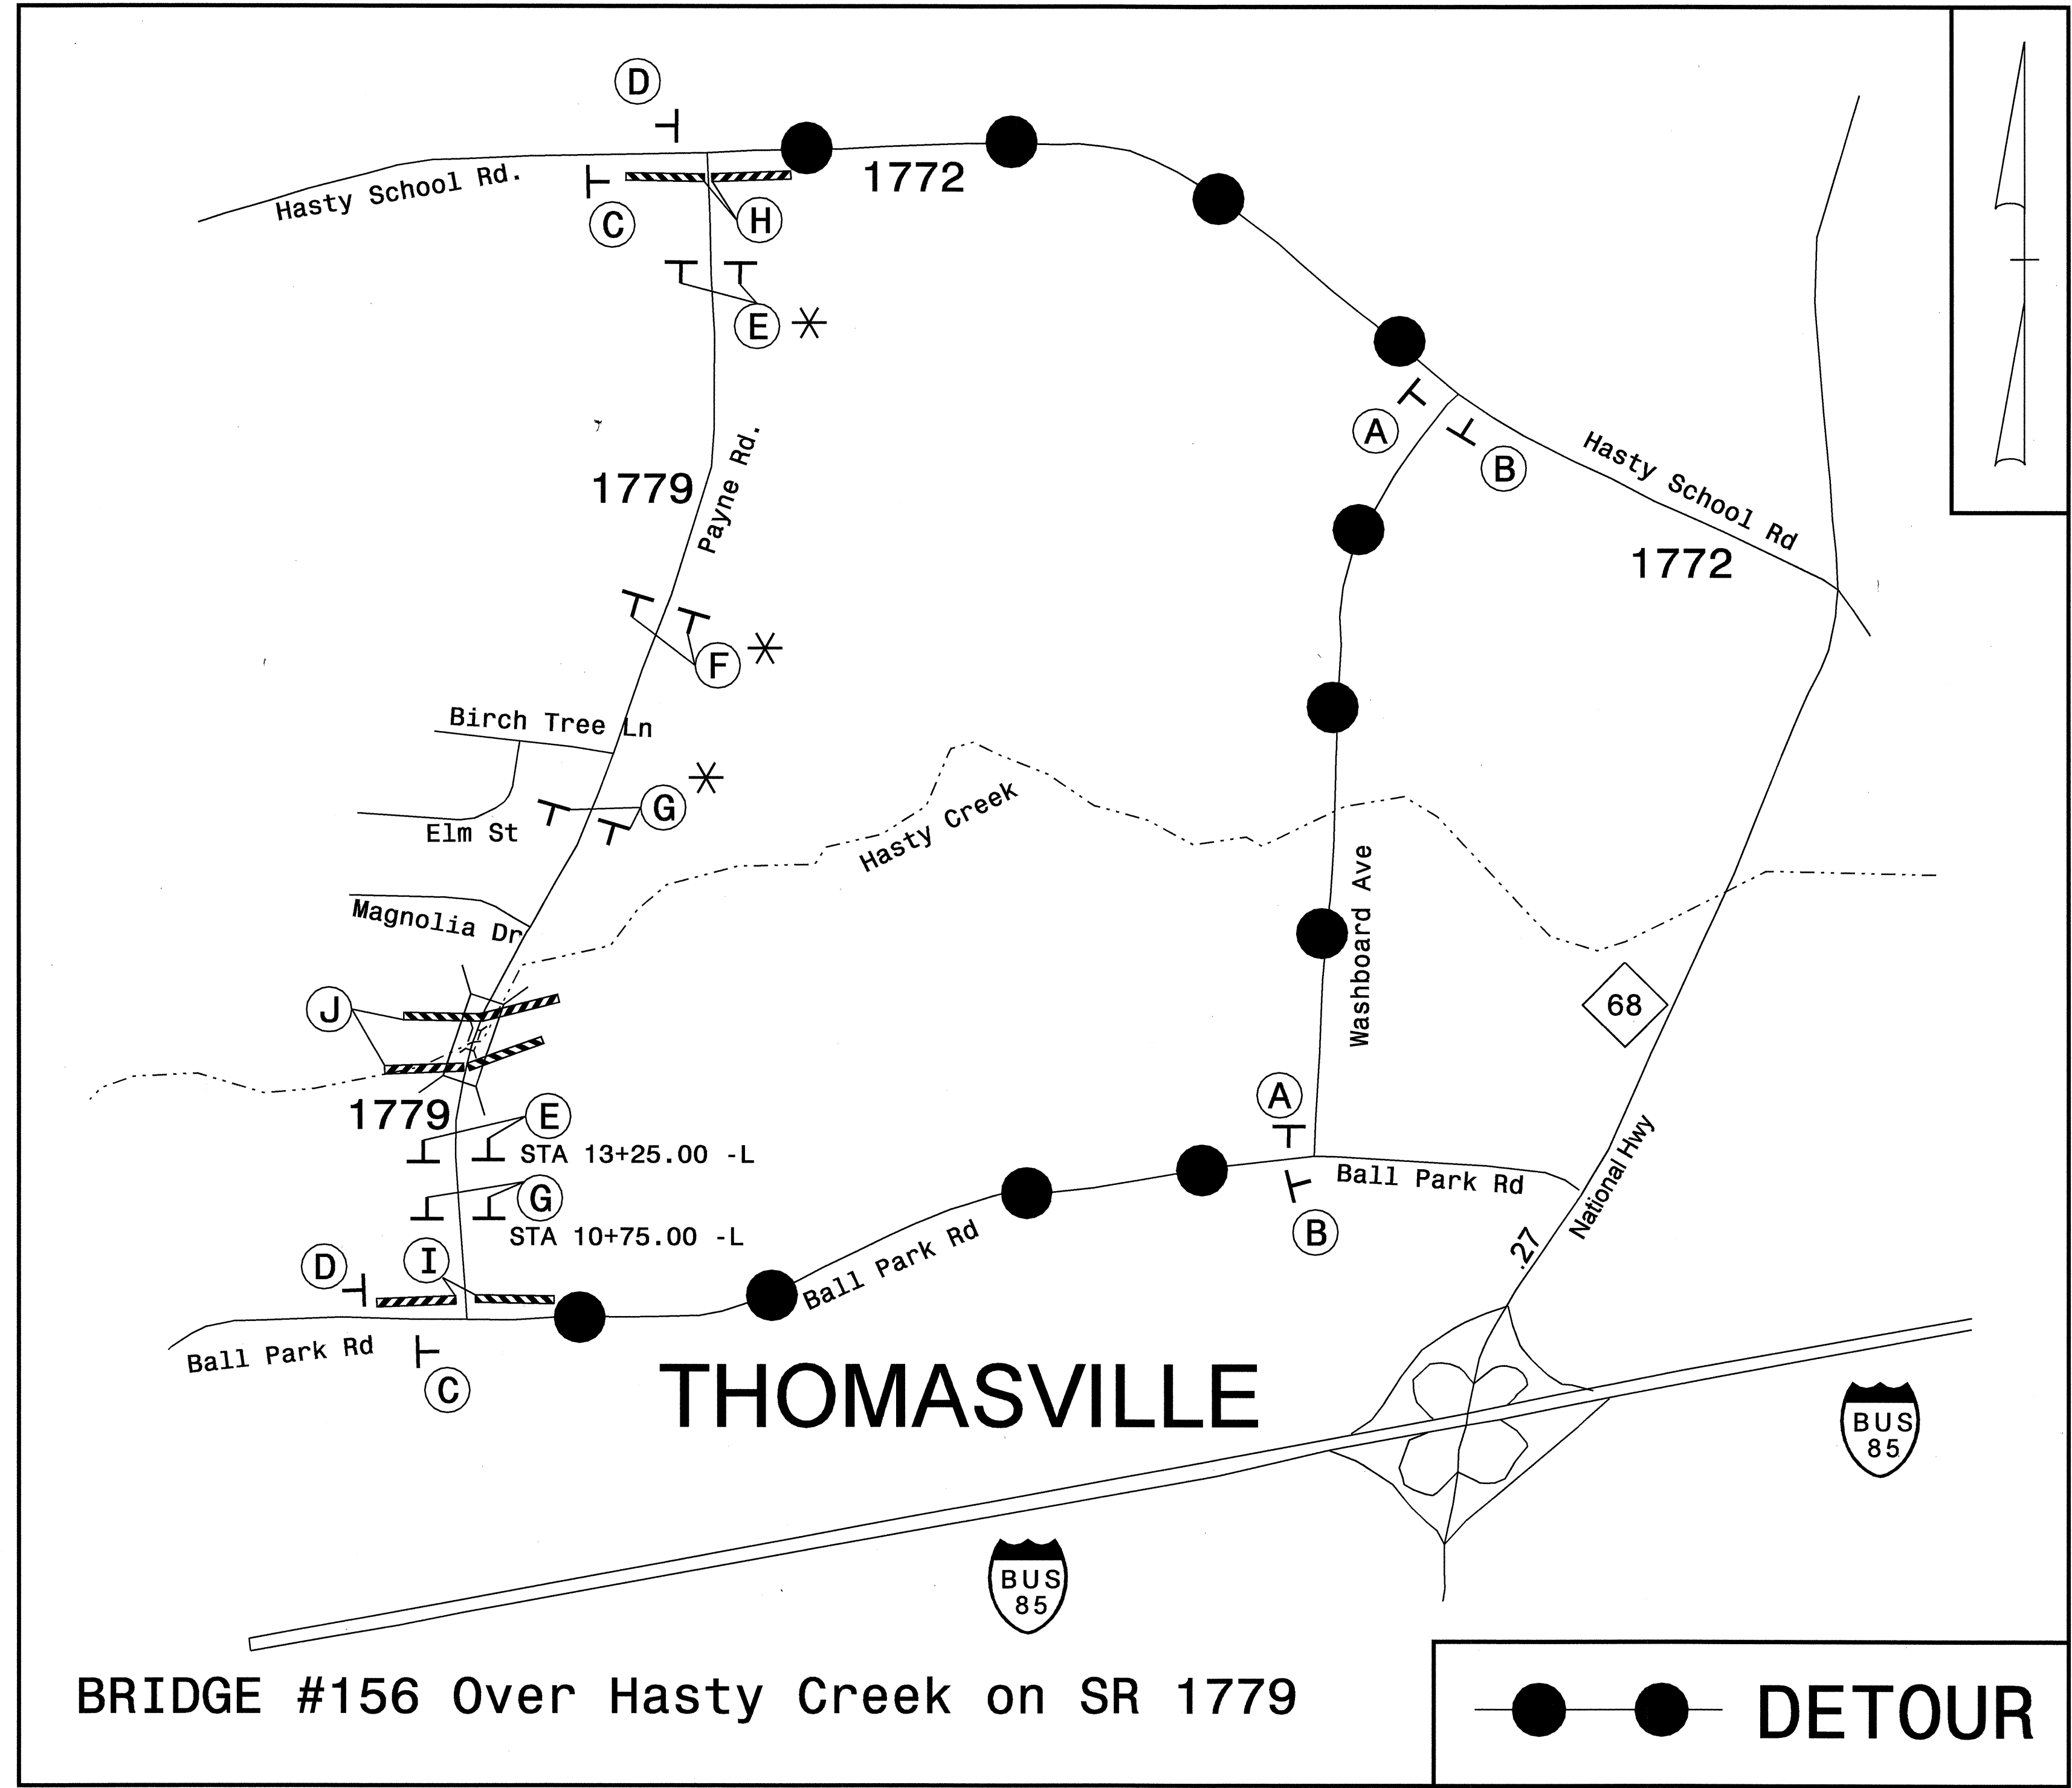 D
Hasty School Rd.
C
H
1772
E *
A
B
Hasty School Rd
1772
1779
Payne Rd.
F *
Birch Tree Ln
G *
Elm St
Hasty Creek
Magnolia Dr
Washboard Ave
68
J
1779
E
STA 13+25.00 -L
G
STA 10+75.00 -L
A
B
Ball Park Rd
National Hwy
.27
D
I
Ball Park Rd
Ball Park Rd
C
THOMASVILLE
BUS
85
BUS
85
BRIDGE #156 Over Hasty Creek on SR 1779
DETOUR